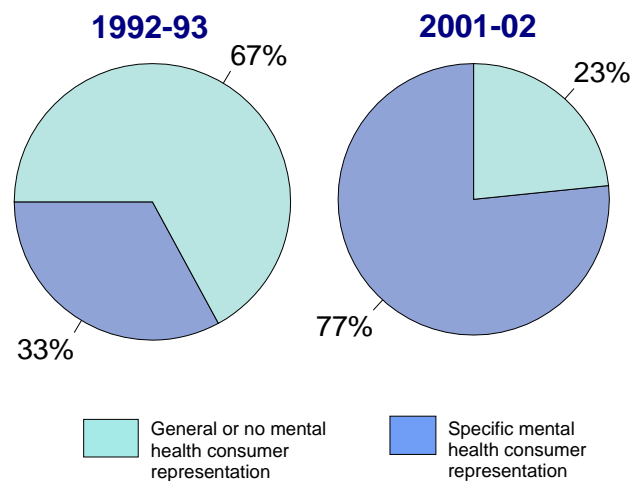 1992-93
2001-02
67%
23%
33%
77%
General or no mental
health consumer
representation
Specific mental
health consumer
representation